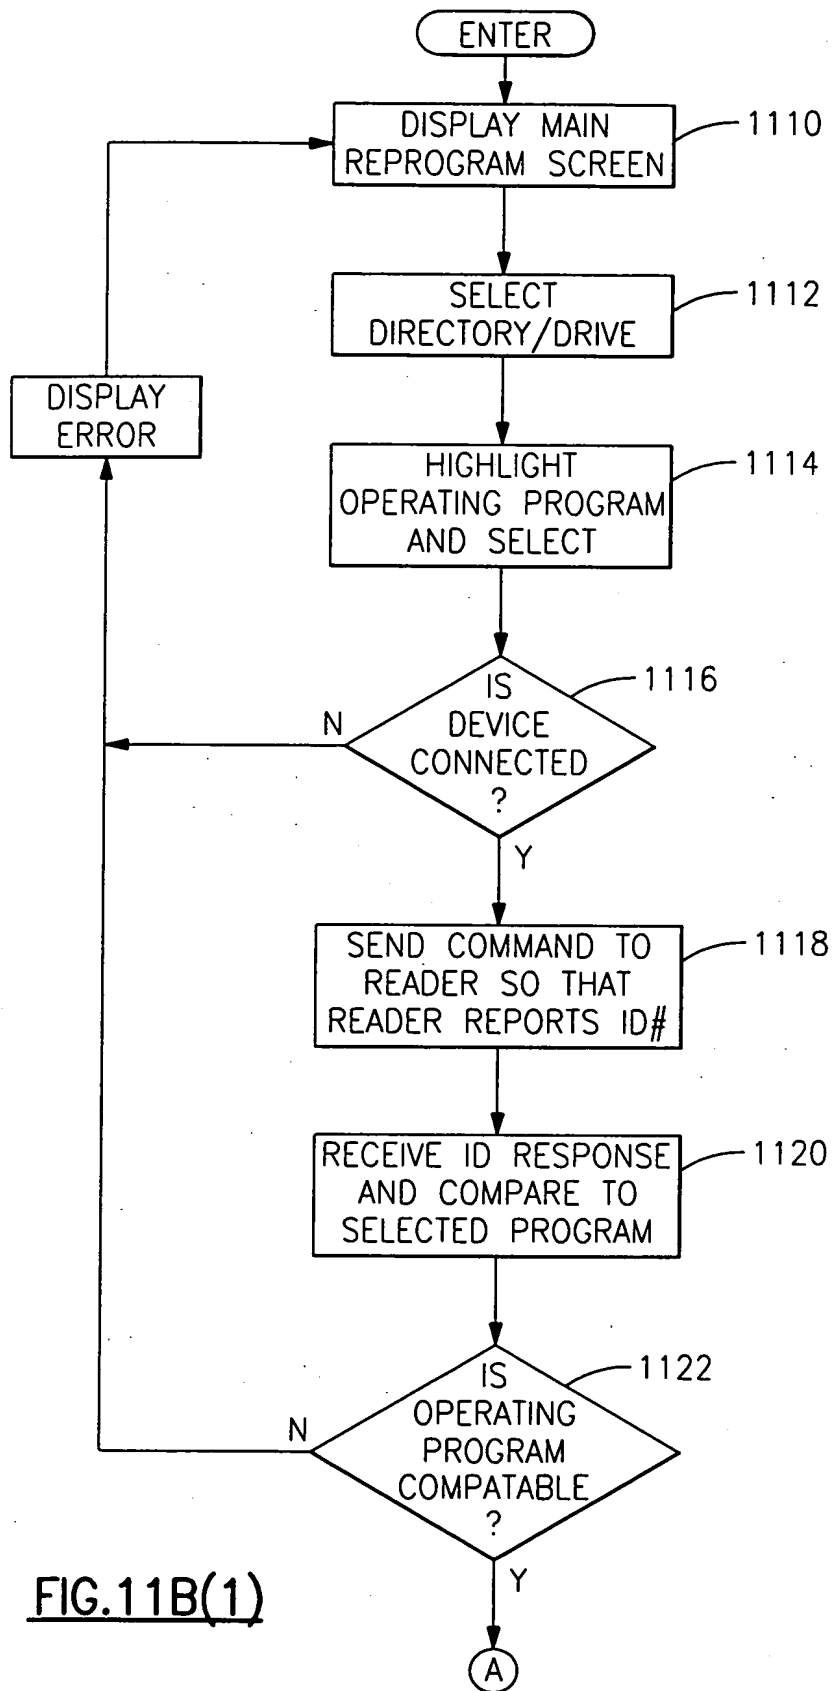 ENTER
DISPLAY MAN
REPROGRAM SCREEN
1110
SELECT
DIRECTORY/DRIVE
1112
DISPLAY
ERROR
HIGHLIGHT
OPERATING PROGRAM
AND SELECT
1114
IS
DEVICE
CONNECTED
?
1116
N
Y
SEND COMMAND TO
READER SO THAT
READER REPORTS ID#
1118
RECEIVE ID RESPONSE
AND COMPARE TO
SELECTED PROGRAM
1120
IS
OPERATING
PROGRAM
COMPATABLE
?
1122
N
Y
FIG.11B(1)
A